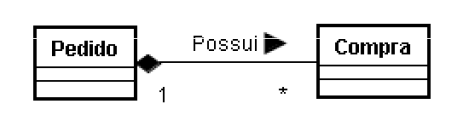 Pedido
Possui
Compra
1
*